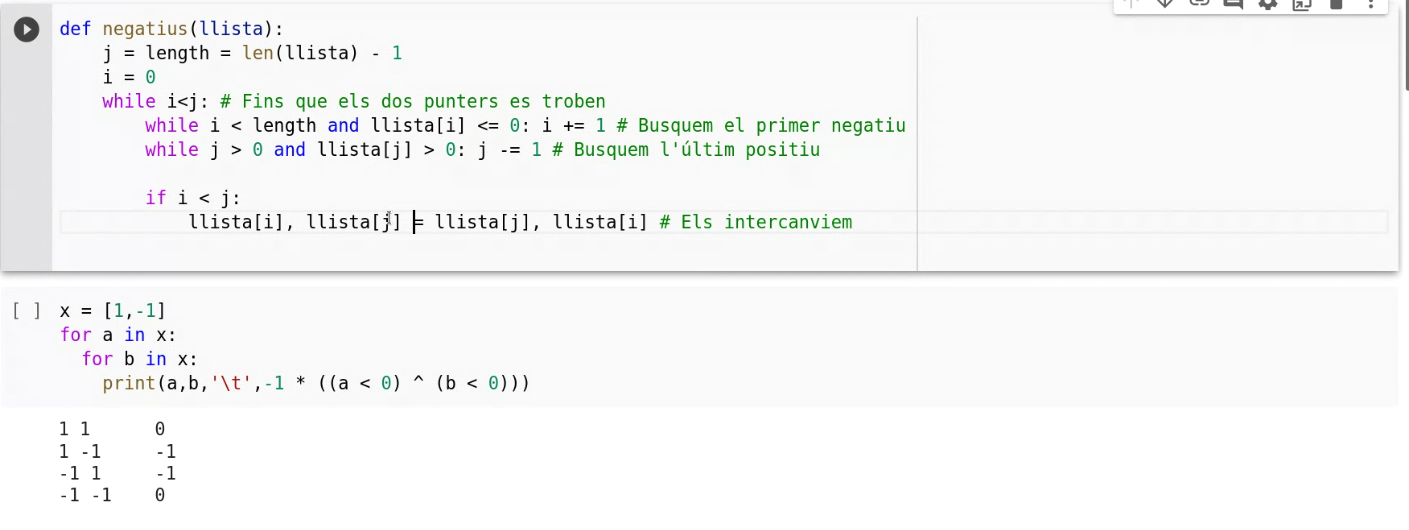 def negatius(llista):
    j = length = len(llista) - 1
    i = 0
    while i<j: # Fins que els dos punters es troben
        while i < length and llista[i] <= 0: i += 1 # Busquem el primer negatiu
        while j > 0 and llista[j] > 0: j -= 1 # Busquem l'últim positiu
        if i < j:
            llista[i], llista[j] = llista[j], llista[i] # Els intercanviem
[ ] x = [1,-1]
for a in x:
  for b in x:
    print(a,b,'\t',-1 * ((a < 0) ^ (b < 0)))
1 1 	 0
1 -1 	 -1
-1 1 	 -1
-1 -1 	 0